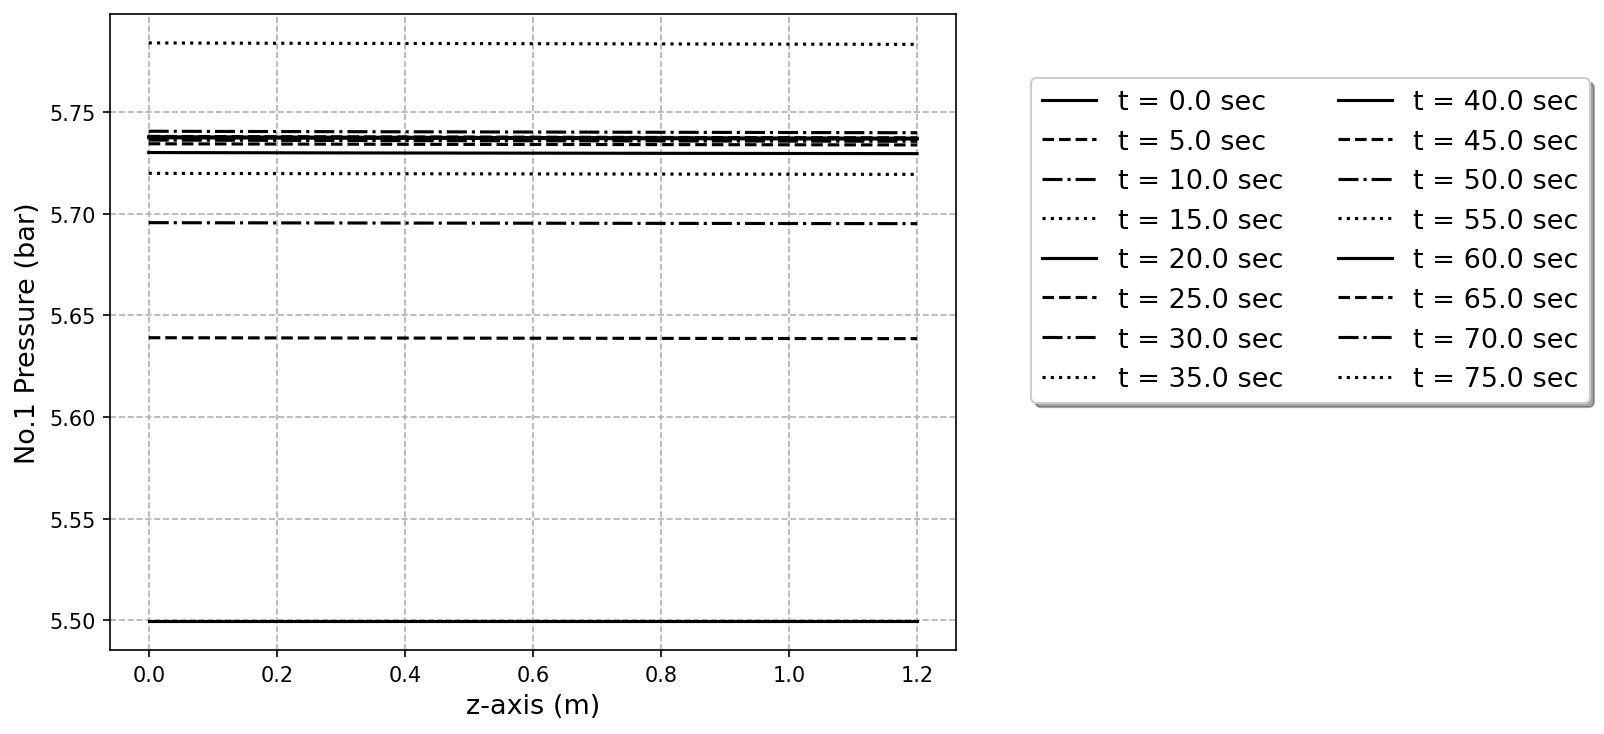 No.1 Pressure (bar)
5.75
5.70
5.65
5.60
5.55
5.50
0.0 0.2 0.4 0.6 0.8 1.0 1.2
z-axis (m)
t = 0.0 sec
t = 5.0 sec
t = 10.0 sec
t = 15.0 sec
t = 20.0 sec
t = 25.0 sec
t = 30.0 sec
t = 35.0 sec
t = 40.0 sec
t = 45.0 sec
t = 50.0 sec
t = 55.0 sec
t = 60.0 sec
t = 65.0 sec
t = 70.0 sec
t = 75.0 sec